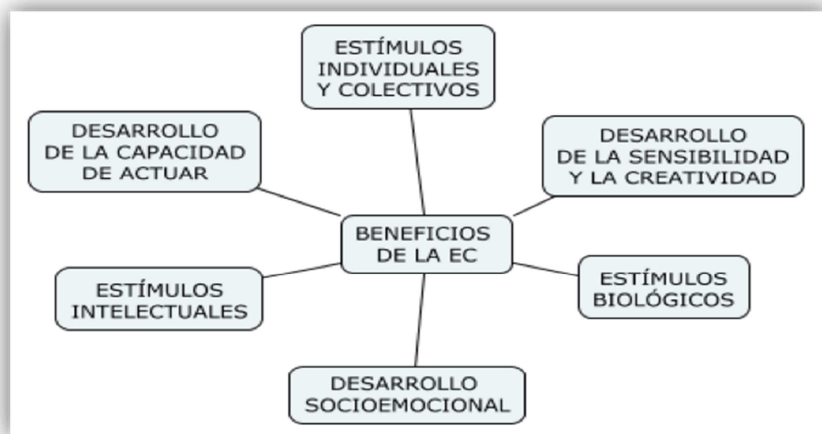 ESTÍMULOS
INDIVIDUALES
Y COLECTIVOS
DESARROLLO
DE LA CAPACIDAD
DE ACTUAR
DESARROLLO
DE LA SENSIBILIDAD
Y LA CREATIVIDAD
BENEFICIOS
DE LA EC
ESTÍMULOS
INTELECTUALES
ESTÍMULOS
BIOLÓGICOS
DESARROLLO
SOCIOEMOCIONAL